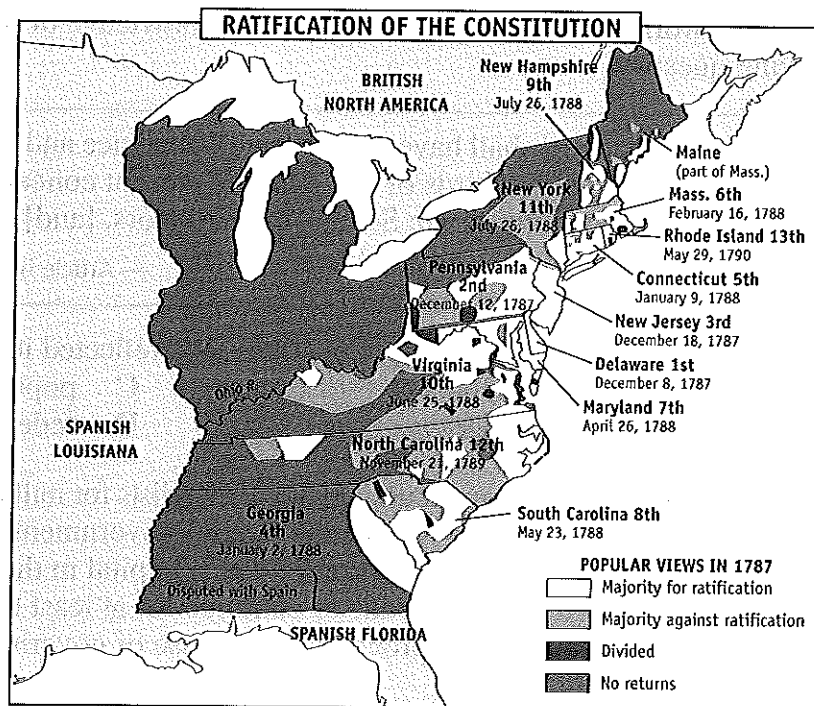 RATIFICATION OF THE CONSTITUTION
BRITISH
NORTH AMERICA
New Hampshire
9th
July 26, 1788
Maine
(part of Mass.)
New York
11th
July 26, 1788
Mass. 6th
February 16, 1788
Rhode Island 13th
May 29, 1790
Connecticut 5th
January 9, 1788
Pennsylvania
2nd
December 12, 1787
New Jersey 3rd
December 18, 1787
Delaware 1st
December 8, 1787
Maryland 7th
April 26, 1788
Virginia
10th
June 25, 1788
Ohio R.
SPANISH
LOUISIANA
North Carolina 12th
November 21, 1789
South Carolina 8th
May 23, 1788
Georgia
4th
January 2, 1788
Disputed with Spain
SPANISH FLORIDA
POPULAR VIEWS IN 1787
Majority for ratification
Majority against ratification
Divided
No returns